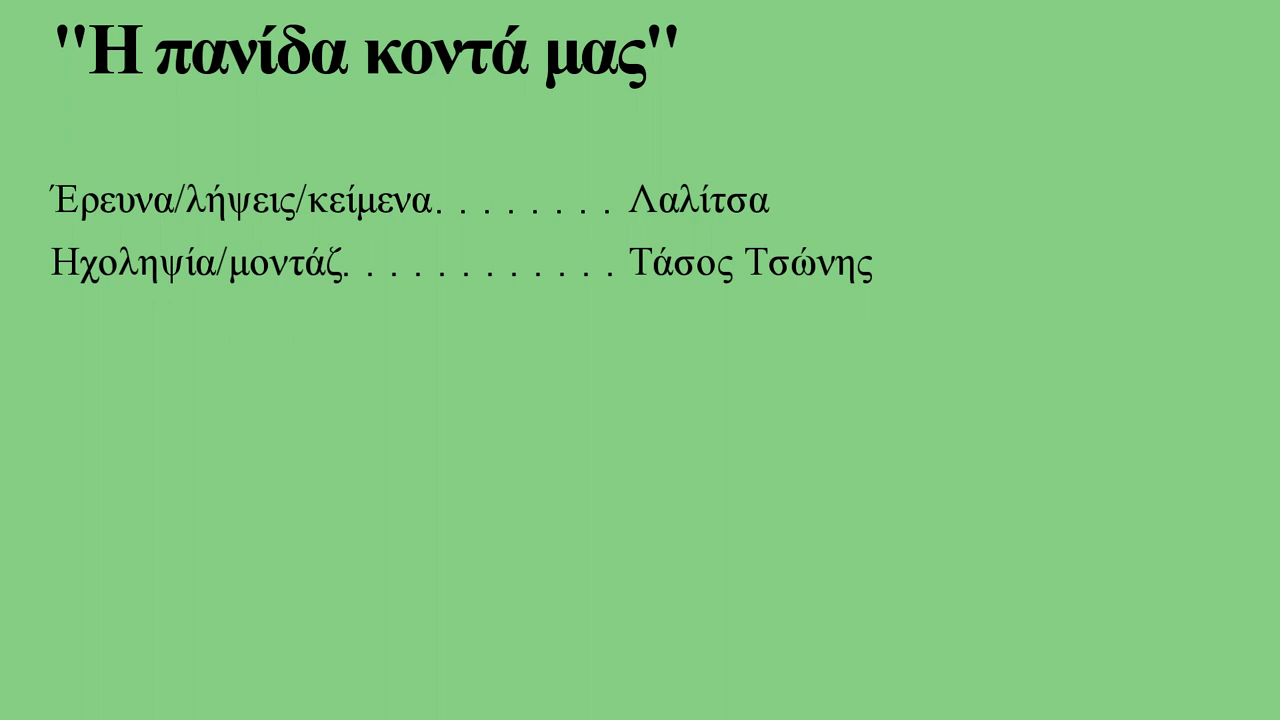 "Η πανίδα κοντά μας"
Έρευνα/λήψεις/κείμενα. . . . . . . . Λαλίτσα
Ηχοληψία/μοντάζ. . . . . . . . . . . . Τάσος Τσώνης